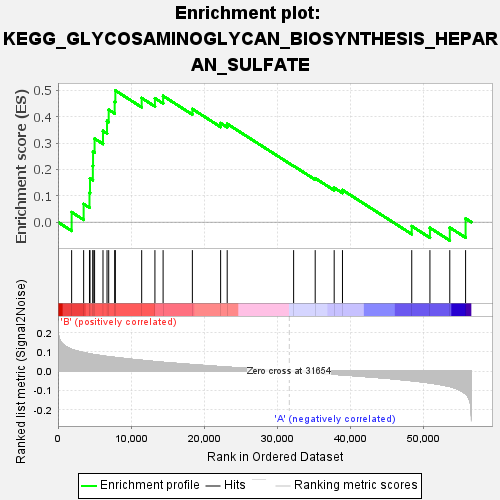 Enrichment plot:
KEGG_GLYCOSAMINOGLYCAN_BIOSYNTHESIS_HEPAR
AN_SULFATE
Enrichment score (ES)
0.5
0.4
0.3
0.2
0.1
0.0
'B' (positively correlated)
Ranked list metric (Signal2Noise)
0.2
0.1
0.0
-0.1
-0.2
Zero cross at 31654
'A' (negatively correlated)
0 10,000 20,000 30,000 40,000 50,000
Rank in Ordered Dataset
Enrichment profile Hits Ranking metric scores